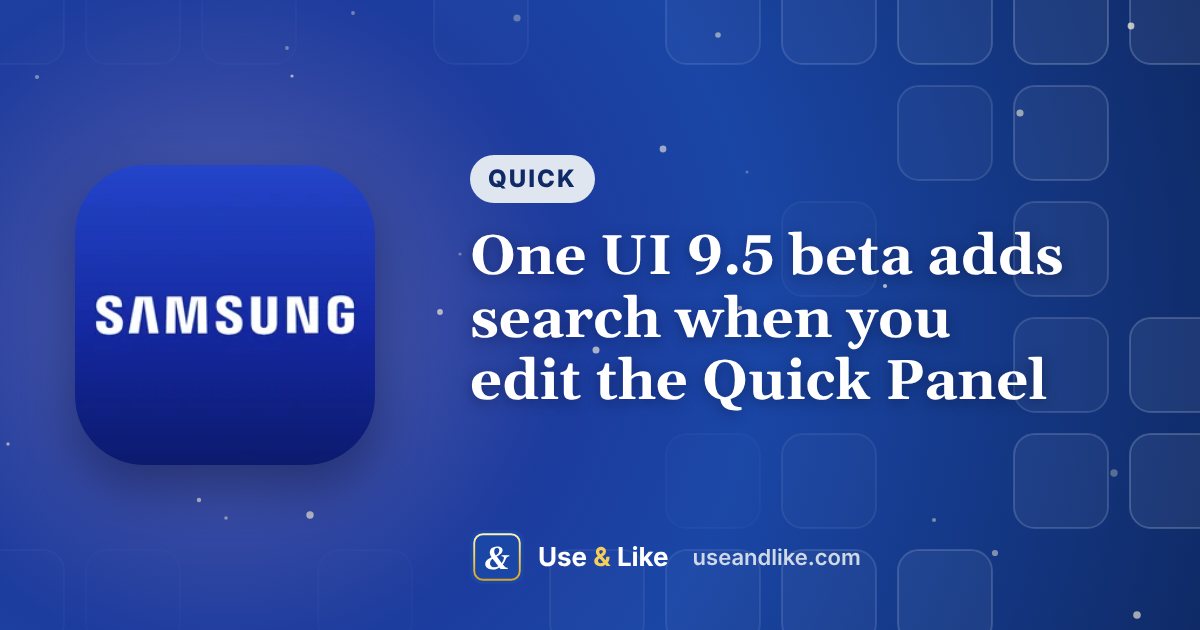 SAMSUNG
QUICK
One UI 9.5 beta adds
search when you
edit the Quick Panel
& Use & Like useandlike.com